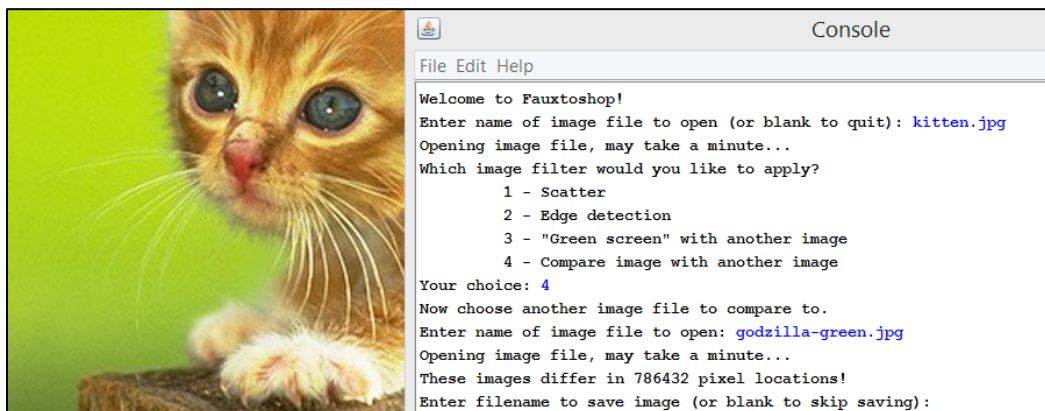 Console
File Edit Help
Welcome to Fauxtoshop!
Enter name of image file to open (or blank to quit): kitten.jpg
Opening image file, may take a minute...
Which image filter would you like to apply?
1 - Scatter
2 - Edge detection
3 - "Green screen" with another image
4 - Compare image with another image
Your choice: 4
Now choose another image file to compare to.
Enter name of image file to open: godzilla-green.jpg
Opening image file, may take a minute...
These images differ in 786432 pixel locations!
Enter filename to save image (or blank to skip saving):